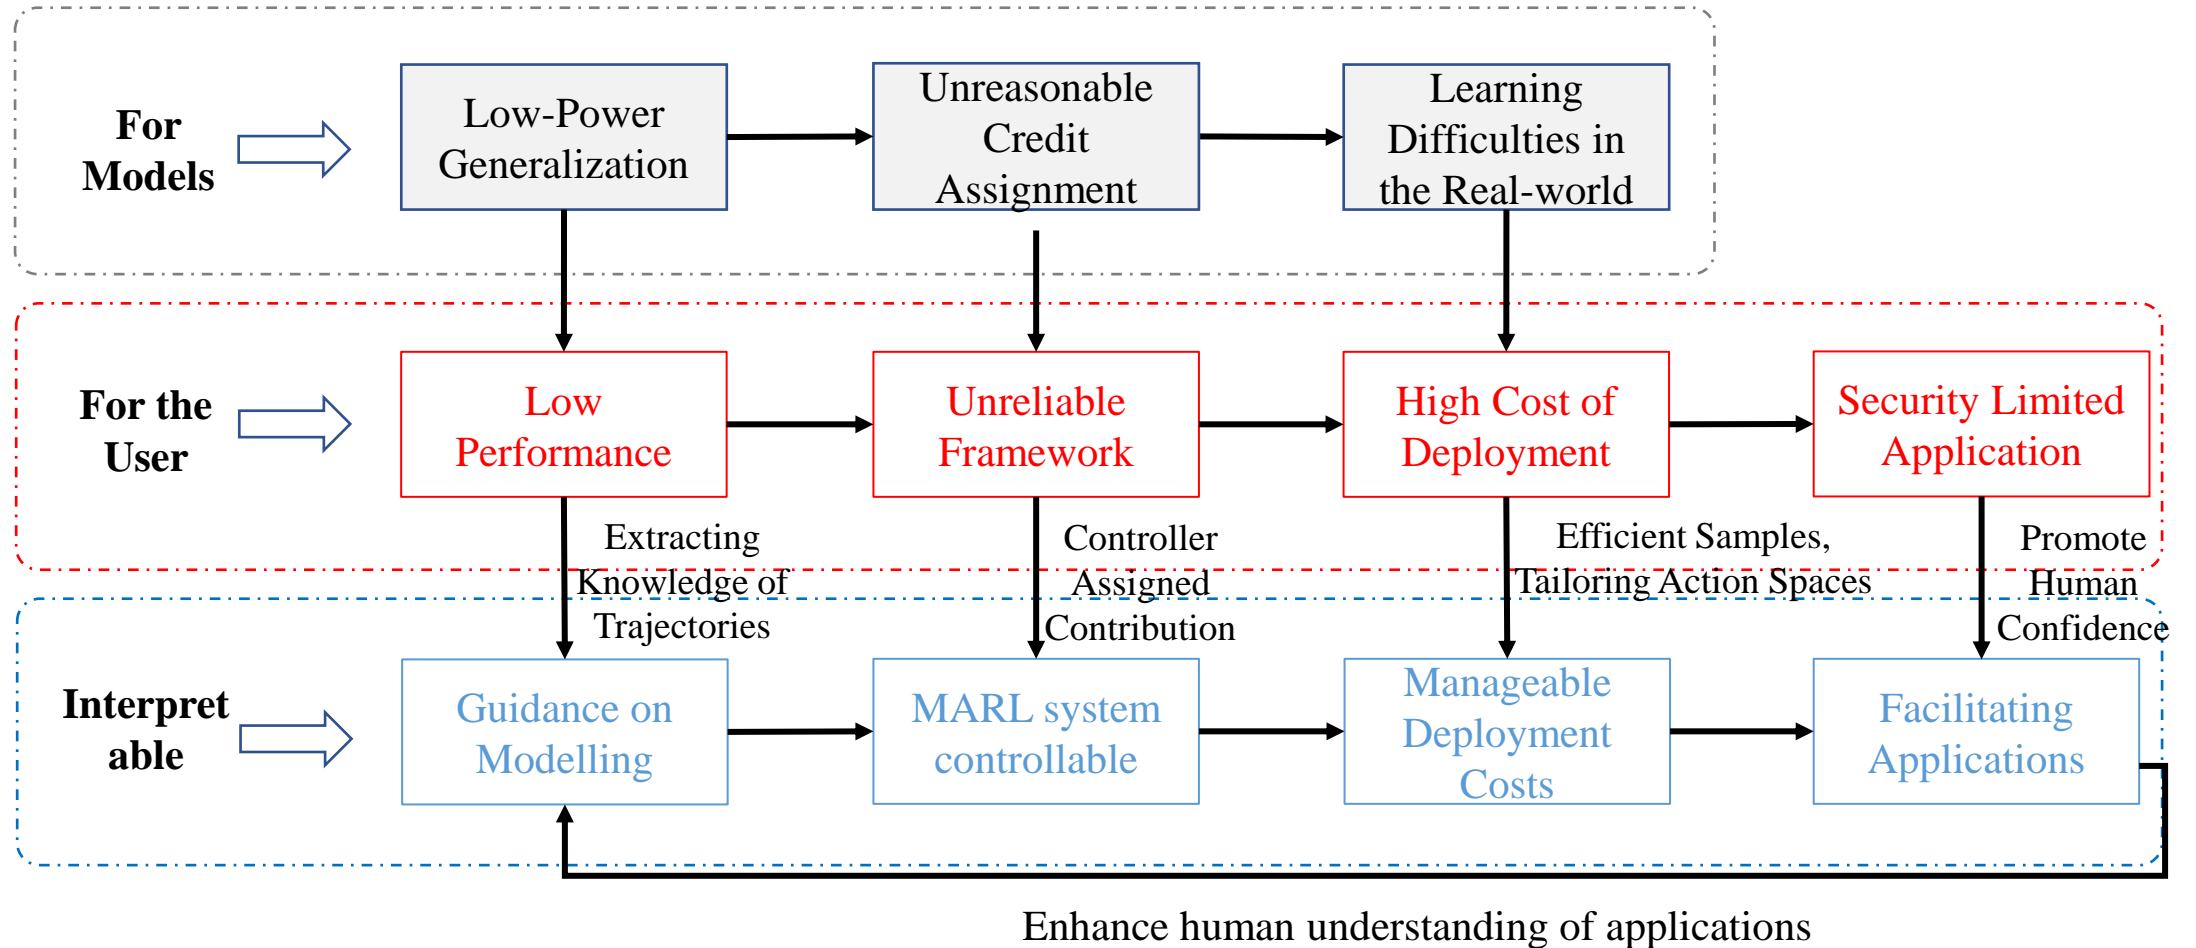 For
Models
Low-Power
Generalization
Unreasonable
Credit
Assignment
Learning
Difficulties in
the Real-world
For the
User
Low
Performance
Unreliable
Framework
High Cost of
Deployment
Security Limited
Application
Extracting
Knowledge of
Trajectories
Controller
Assigned
Contribution
Efficient Samples,
Tailoring Action Spaces
Promote
Human
Confidence
Interpret
able
Guidance on
Modelling
MARL system
controllable
Manageable
Deployment
Costs
Facilitating
Applications
Enhance human understanding of applications